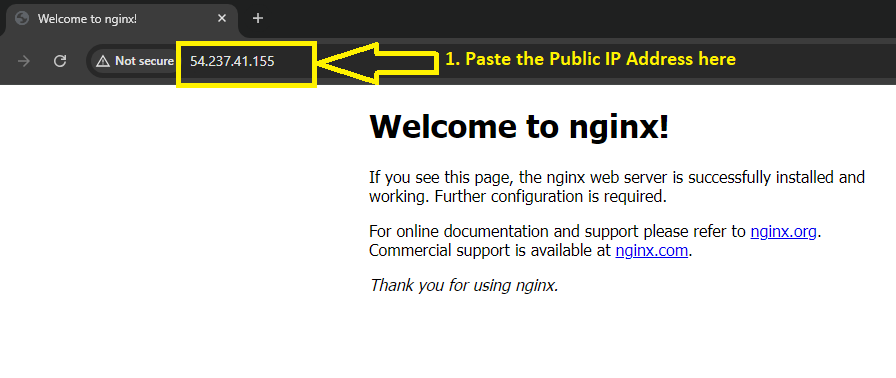 Welcome to nginx!
Not secure 54.237.41.155
1. Paste the Public IP Address here
Welcome to nginx!
If you see this page, the nginx web server is successfully installed and
working. Further configuration is required.
For online documentation and support please refer to nginx.org.
Commercial support is available at nginx.com.
Thank you for using nginx.